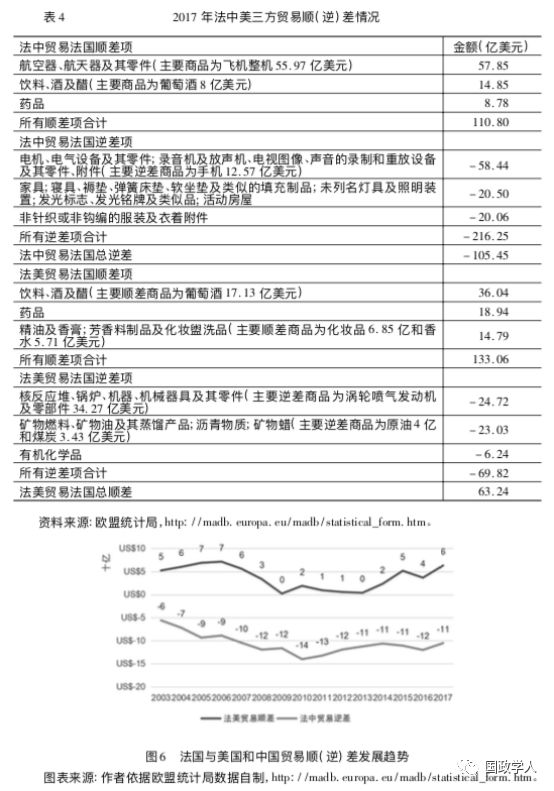 表4 2017年法中美三方贸易顺(逆)差情况
法中贸易法国顺差项 金额(亿美元)
航空器、航天器及其零件(主要商品为飞机整机55.97亿美元) 57.85
饮料、酒及醋(主要商品为葡萄酒8亿美元) 14.85
药品 8.78
所有顺差项合计 110.80
法中贸易法国逆差项
电机、电气设备及其零件;录音机及放声机、电视图像、声音的录制和重放设备
及其零件、附件(主要逆差商品为手机12.57亿美元) -58.44
家具;寝具、褥垫、弹簧床垫、软坐垫及类似的填充制品;未列名灯具及照明装
置;发光标志、发光铭牌及类似品;活动房屋 -20.50
非针织或非钩编的服装及衣着附件 -20.06
所有逆差项合计 -216.25
法中贸易法国总逆差 -105.45
法美贸易法国顺差项
饮料、酒及醋(主要顺差商品为葡萄酒17.13亿美元) 36.04
药品 18.94
精油及香膏;芳香料制品及化妆盥洗品(主要顺差商品为化妆品6.85亿和香
水5.71亿美元) 14.79
所有顺差项合计 133.06
法美贸易法国逆差项
核反应堆、锅炉、机器、机械器具及其零件(主要逆差商品为涡轮喷气发动机
及零部件34.27亿美元) -24.72
矿物燃料、矿物油及其蒸馏产品;沥青物质;矿物蜡(主要逆差商品为原油4亿
和煤炭3.43亿美元) -23.03
有机化学品 -6.24
所有逆差项合计 -69.82
法美贸易法国总顺差 63.24
资料来源:欧盟统计局,http://madb.europa.eu/madb/statistical_form.htm。
十亿
US$10
US$5
US$0
US$-5
US$-10
US$-15
US$-20
5 6 7 7 6 3 0 2 1 1 0 2 5 4 6
-6 -7 -9 -9 -10 -12 -12 -14 -13 -12 -11 -11 -11 -12 -11
2003 2004 2005 2006 2007 2008 2009 2010 2011 2012 2013 2014 2015 2016 2017
法美贸易顺差 法中贸易逆差
图6 法国与美国和中国贸易顺(逆)差发展趋势
国政学人
图表来源:作者依据欧盟统计局数据自制,http://madb.europa.eu/madb/statistical_form.htm。